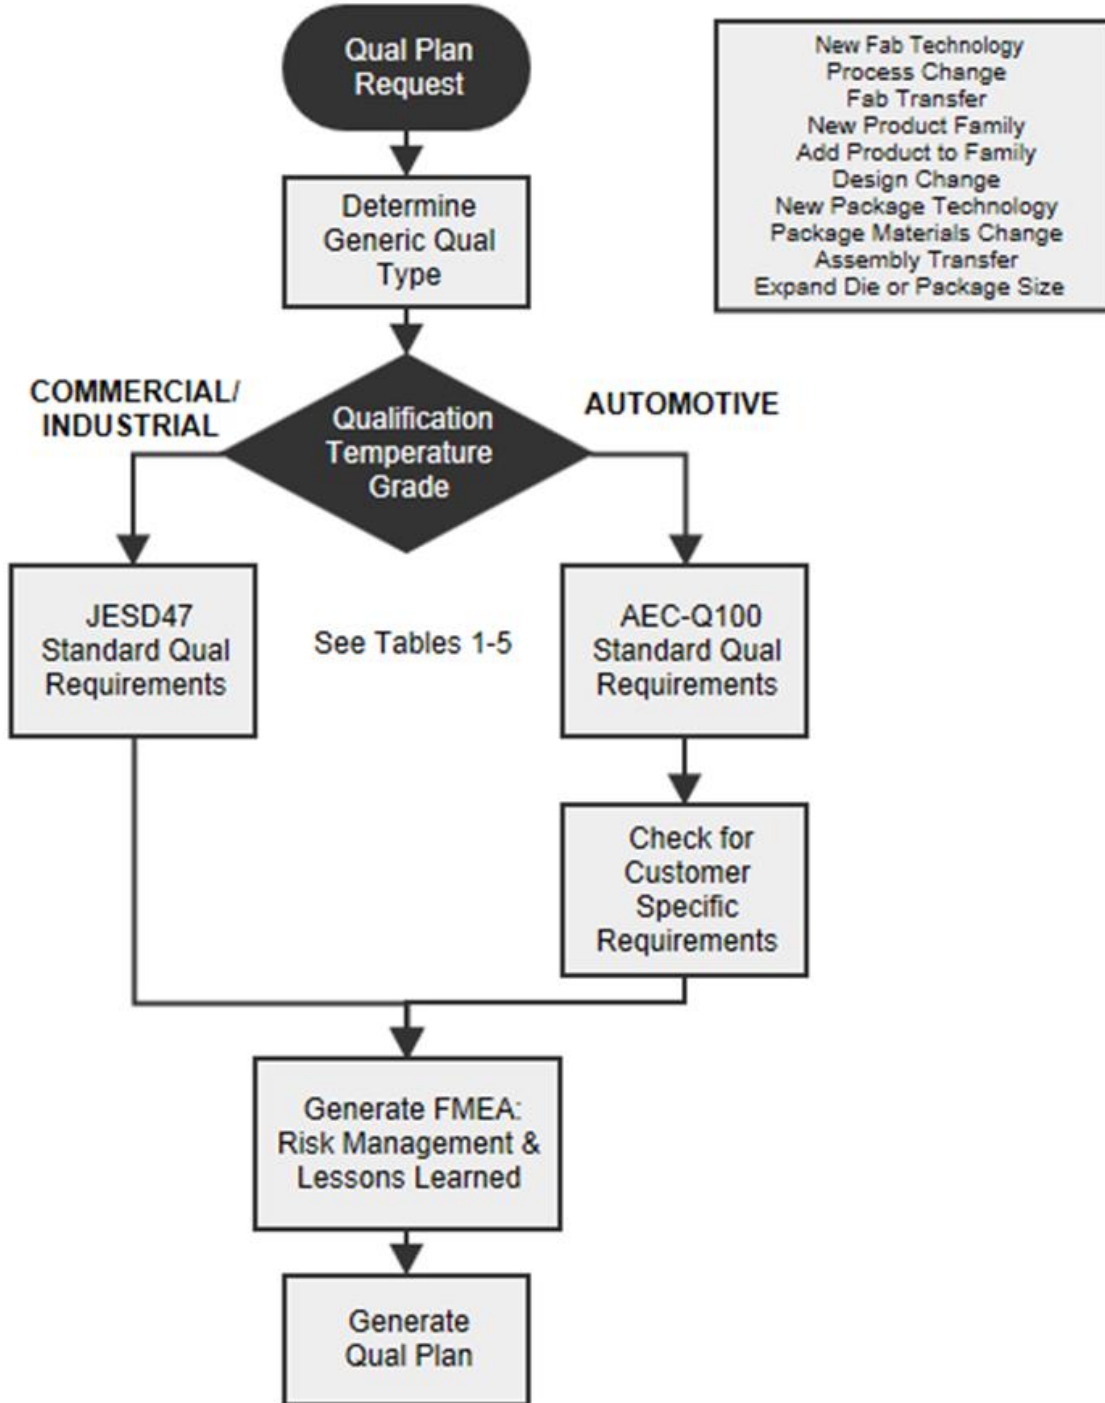 Qual Plan
Request
New Fab Technology
Process Change
Fab Transfer
New Product Family
Add Product to Family
Design Change
New Package Technology
Package Materials Change
Assembly Transfer
Expand Die or Package Size
Determine
Generic Qual
Type
COMMERCIAL/
INDUSTRIAL
Qualification
Temperature
Grade
AUTOMOTIVE
JESD47
Standard Qual
Requirements
See Tables 1-5
AEC-Q100
Standard Qual
Requirements
Check for
Customer
Specific
Requirements
Generate FMEA:
Risk Management &
Lessons Learned
Generate
Qual Plan